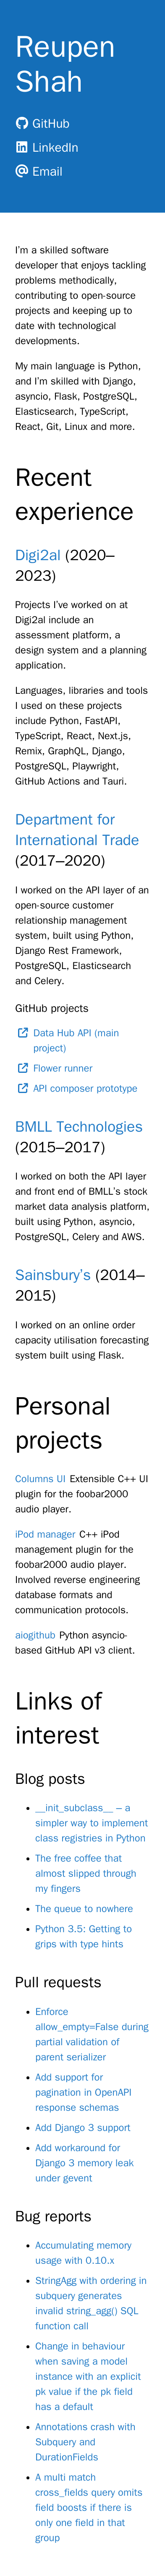 Reupen
Shah
GitHub
LinkedIn
Email
I'm a skilled software
developer that enjoys tackling
problems methodically,
contributing to open-source
projects and keeping up to
date with technological
developments.
My main language is Python,
and I'm skilled with Django,
asyncio, Flask, PostgreSQL,
Elasticsearch, TypeScript,
React, Git, Linux and more.
Recent
experience
Digi2al (2020–
2023)
Projects I've worked on at
Digi2al include an
assessment platform, a
design system and a planning
application.
Languages, libraries and tools
I used on these projects
include Python, FastAPI,
TypeScript, React, Next.js,
Remix, GraphQL, Django,
PostgreSQL, Playwright,
GitHub Actions and Tauri.
Department for
International Trade
(2017–2020)
I worked on the API layer of an
open-source customer
relationship management
system, built using Python,
Django Rest Framework,
PostgreSQL, Elasticsearch
and Celery.
GitHub projects
Data Hub API (main
project)
Flower runner
API composer prototype
BMLL Technologies
(2015–2017)
I worked on both the API layer
and front end of BMLL's stock
market data analysis platform,
built using Python, asyncio,
PostgreSQL, Celery and AWS.
Sainsbury's (2014–
2015)
I worked on an online order
capacity utilisation forecasting
system built using Flask.
Personal
projects
Columns UI Extensible C++ UI
plugin for the foobar2000
audio player.
iPod manager C++ iPod
management plugin for the
foobar2000 audio player.
Involved reverse engineering
database formats and
communication protocols.
aiogithub Python asyncio-
based GitHub API v3 client.
Links of
interest
Blog posts
__init_subclass__ – a
simpler way to implement
class registries in Python
The free coffee that
almost slipped through
my fingers
The queue to nowhere
Python 3.5: Getting to
grips with type hints
Pull requests
Enforce
allow_empty=False during
partial validation of
parent serializer
Add support for
pagination in OpenAPI
response schemas
Add Django 3 support
Add workaround for
Django 3 memory leak
under gevent
Bug reports
Accumulating memory
usage with 0.10.x
StringAgg with ordering in
subquery generates
invalid string_agg() SQL
function call
Change in behaviour
when saving a model
instance with an explicit
pk value if the pk field
has a default
Annotations crash with
Subquery and
DurationFields
A multi match
cross_fields query omits
field boosts if there is
only one field in that
group